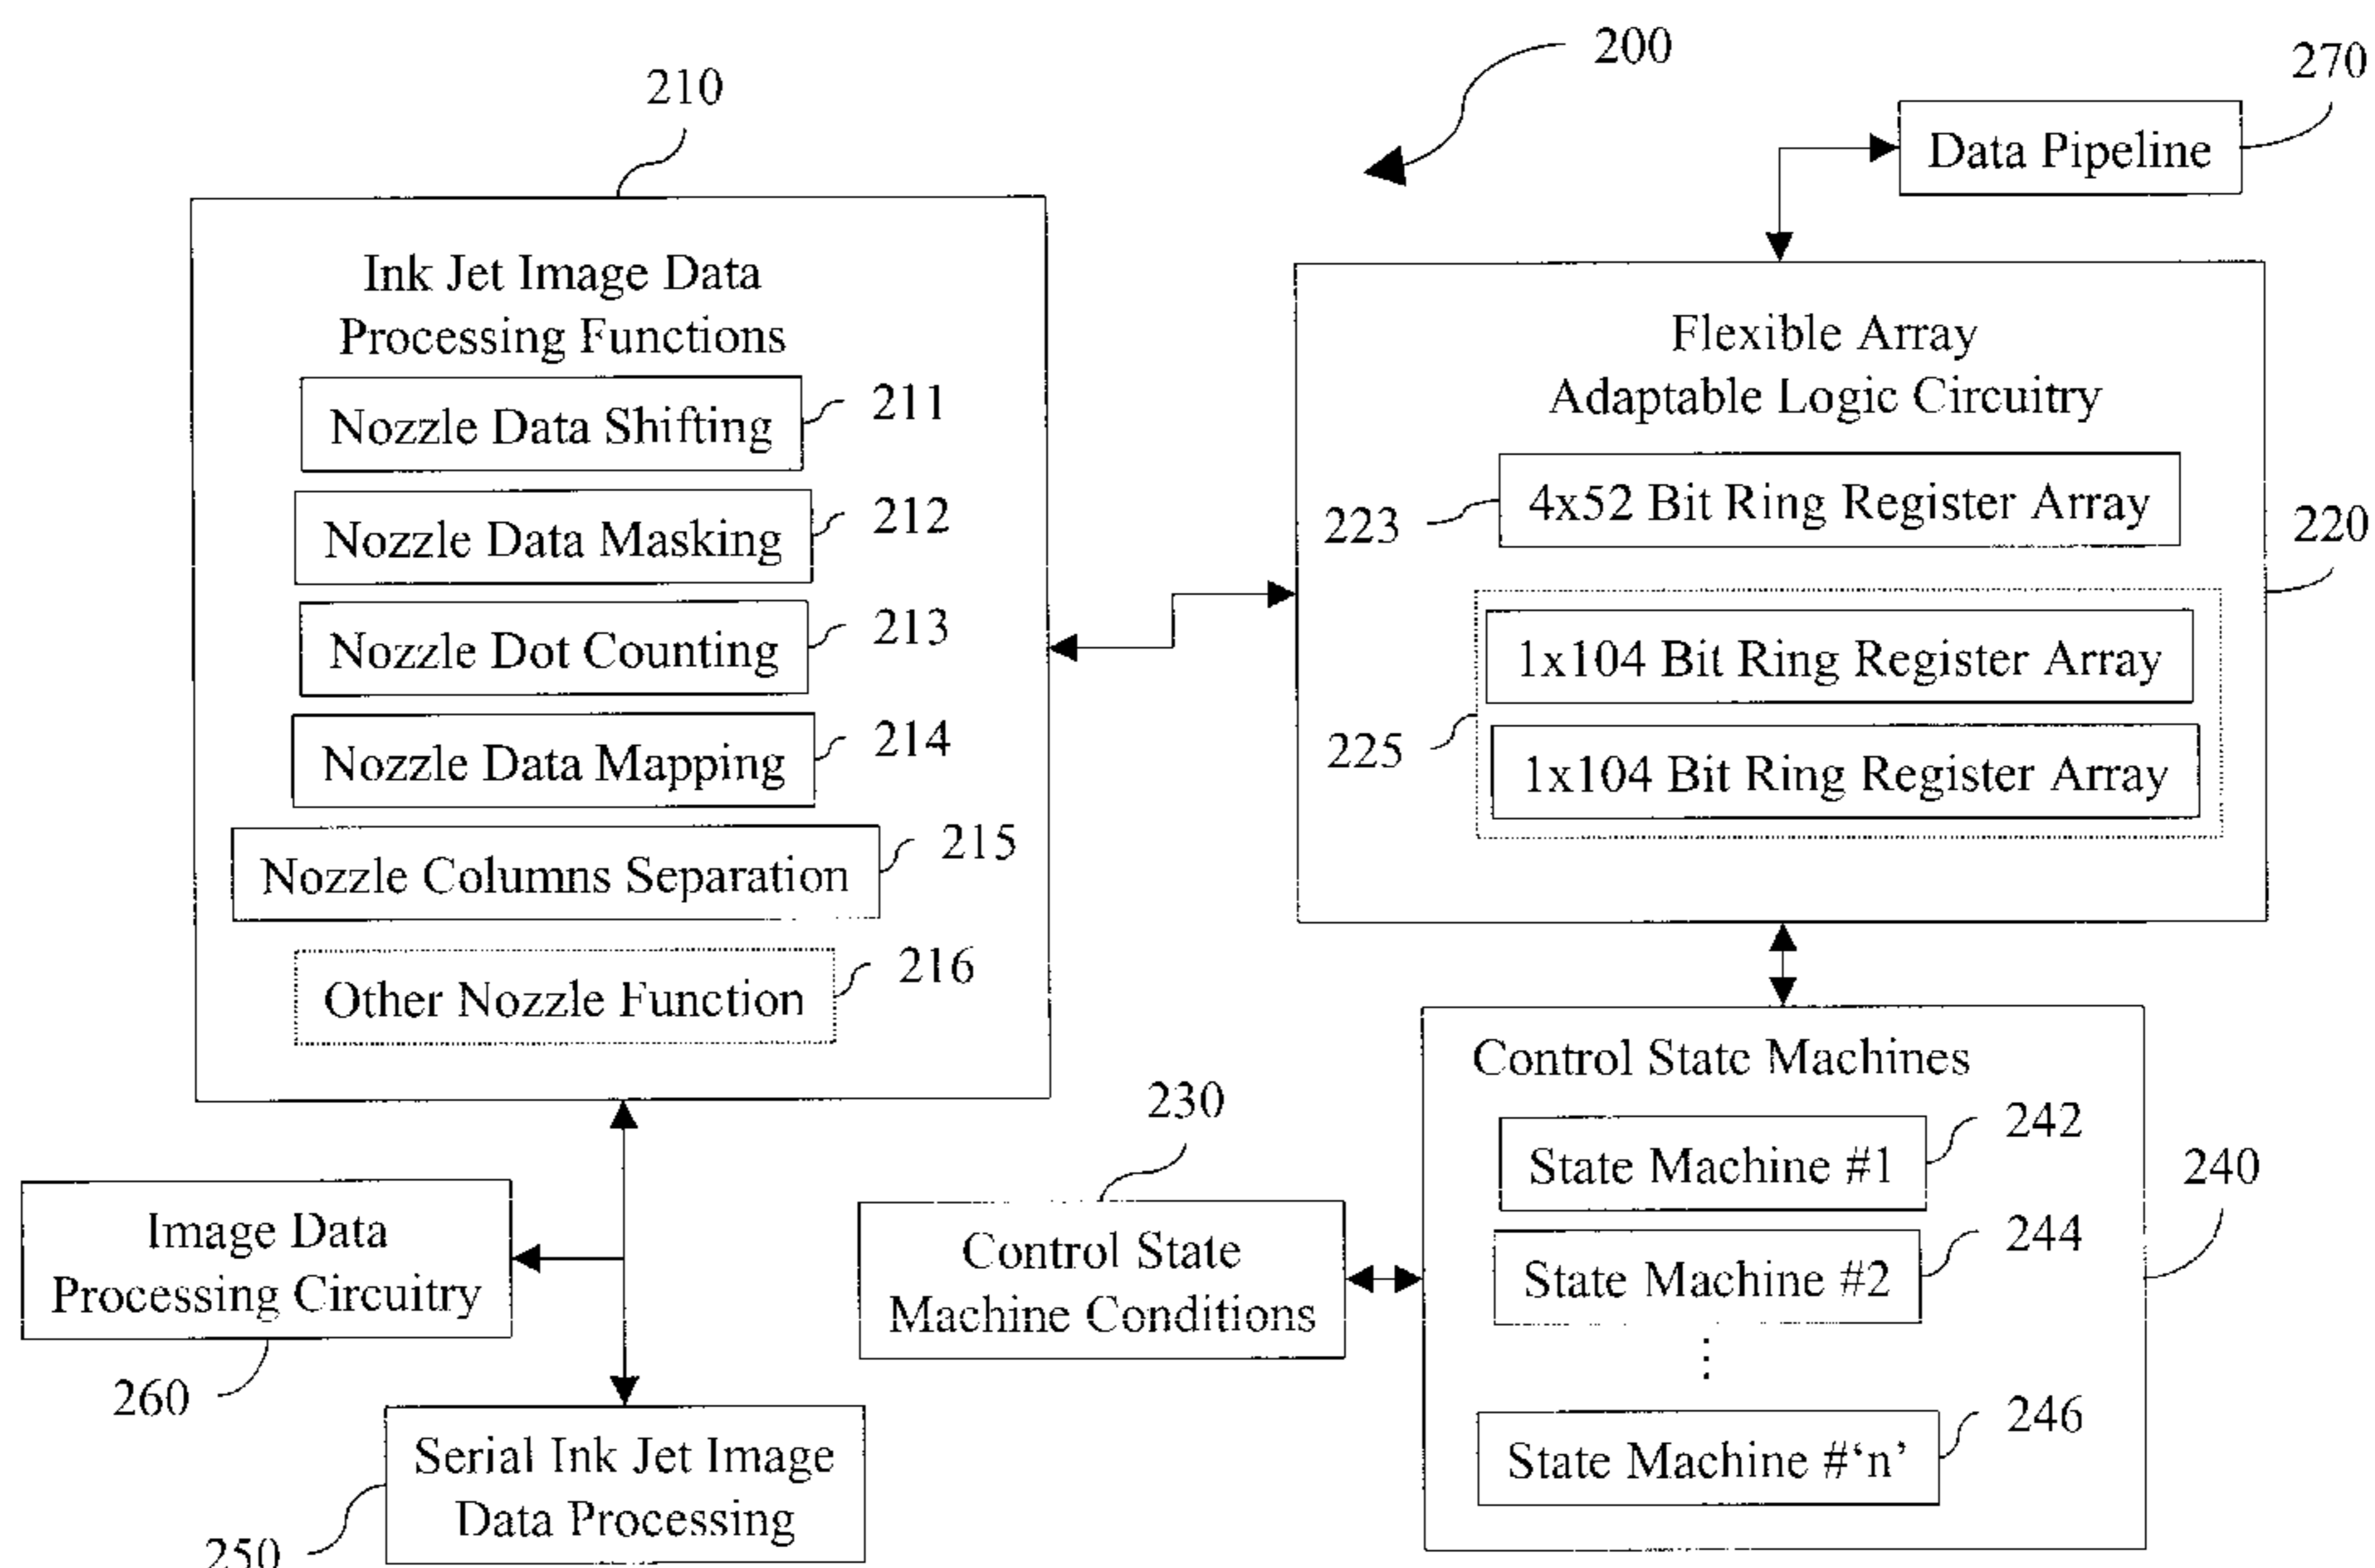 200
270
Data Pipeline
210
Ink Jet Image Data
Processing Functions
Nozzle Data Shifting
211
Nozzle Data Masking
212
Nozzle Dot Counting
213
Nozzle Data Mapping
214
Nozzle Columns Separation
215
Other Nozzle Function
216
Flexible Array
Adaptable Logic Circuitry
4x52 Bit Ring Register Array
223
220
1x104 Bit Ring Register Array
225
1x104 Bit Ring Register Array
Control State Machines
State Machine #1
242
240
State Machine #2
244
⋮
State Machine #‘n’
246
230
Control State
Machine Conditions
Image Data
Processing Circuitry
260
Serial Ink Jet Image
Data Processing
250